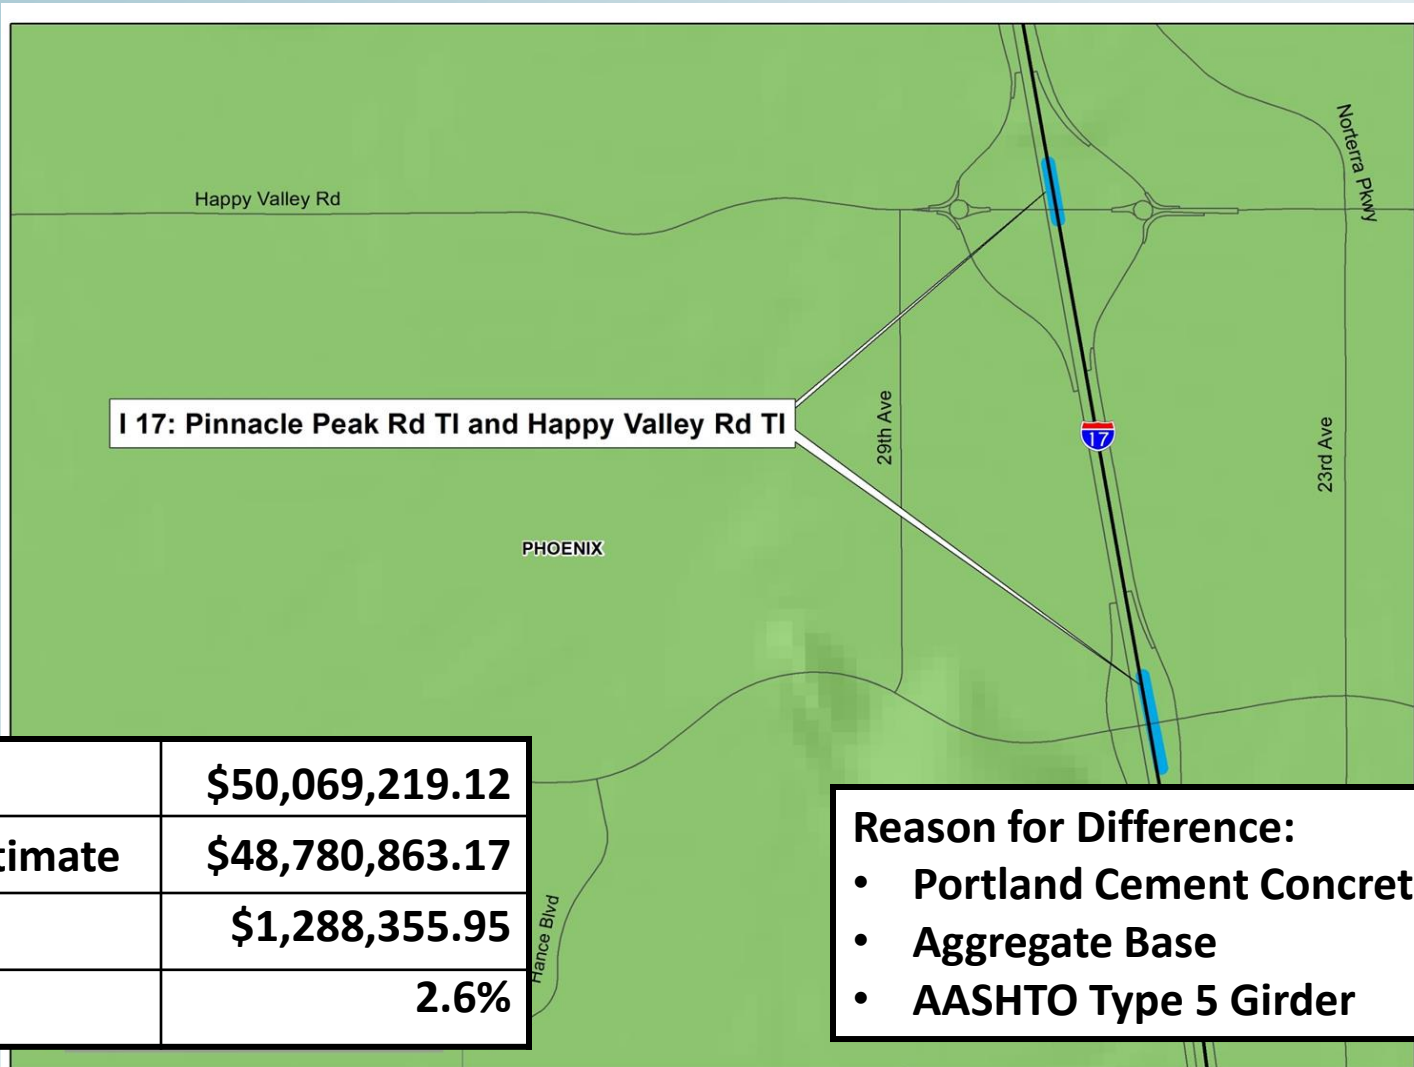 Norterra Pkwy
Happy Valley Rd
I 17: Pinnacle Peak Rd TI and Happy Valley Rd TI
29th Ave
17
23rd Ave
PHOENIX
$50,069,219.12
timate $48,780,863.17
$1,288,355.95
2.6%
Hance Blvd
Reason for Difference:
• Portland Cement Concret
• Aggregate Base
• AASHTO Type 5 Girder